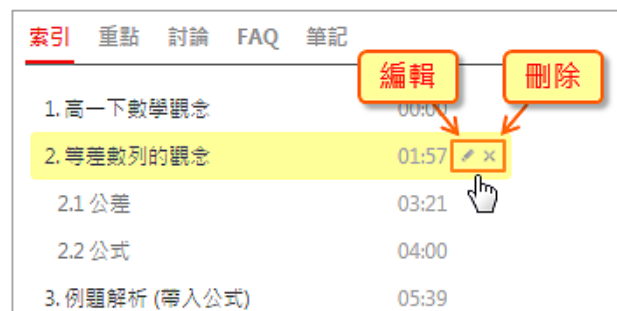 索引 重點 討論 FAQ 筆記
編輯 刪除
1. 高一下數學觀念 00:00
2. 等差數列的觀念 01:57
2.1 公差 03:21
2.2 公式 04:00
3. 例題解析 (帶入公式) 05:39